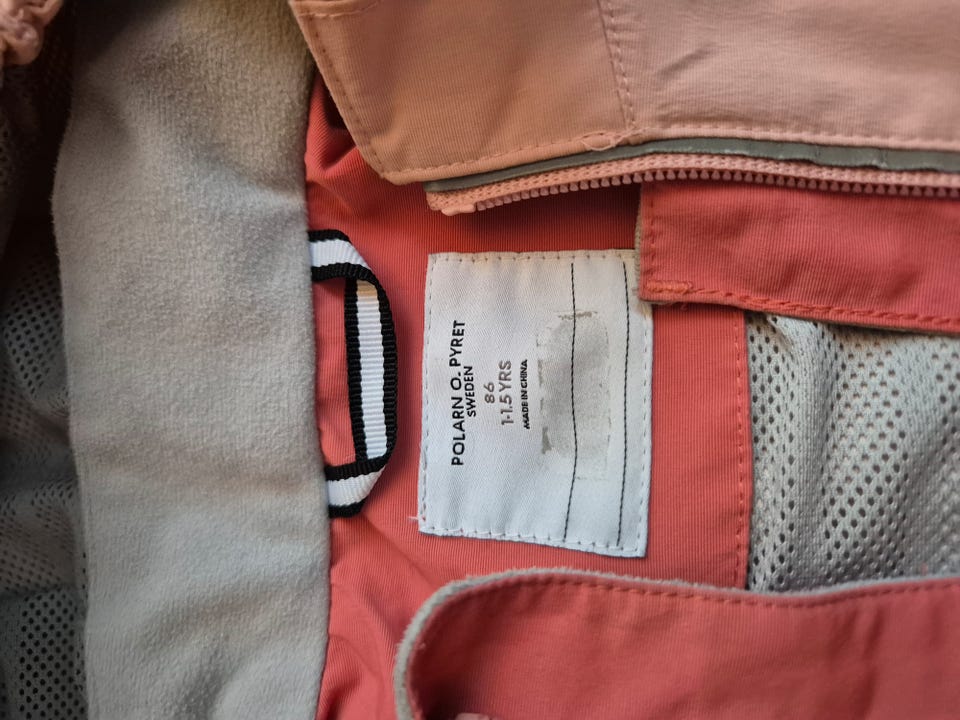 POLARN O. PYRET
SWEDEN
86
1-1.5 YRS
MADE IN CHINA